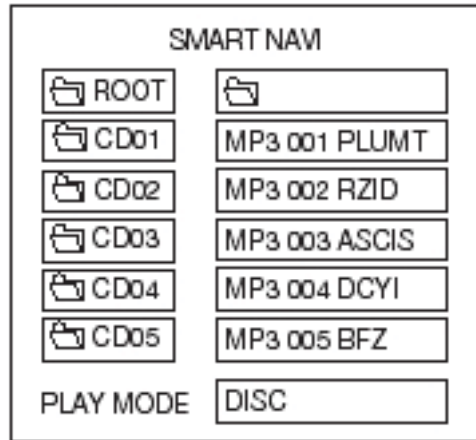 SMART NAVI
ROOT
CD01 MP3 001 PLUMT
CD02 MP3 002 RZID
CD03 MP3 003 ASCIS
CD04 MP3 004 DCYI
CD05 MP3 005 BFZ
PLAY MODE DISC